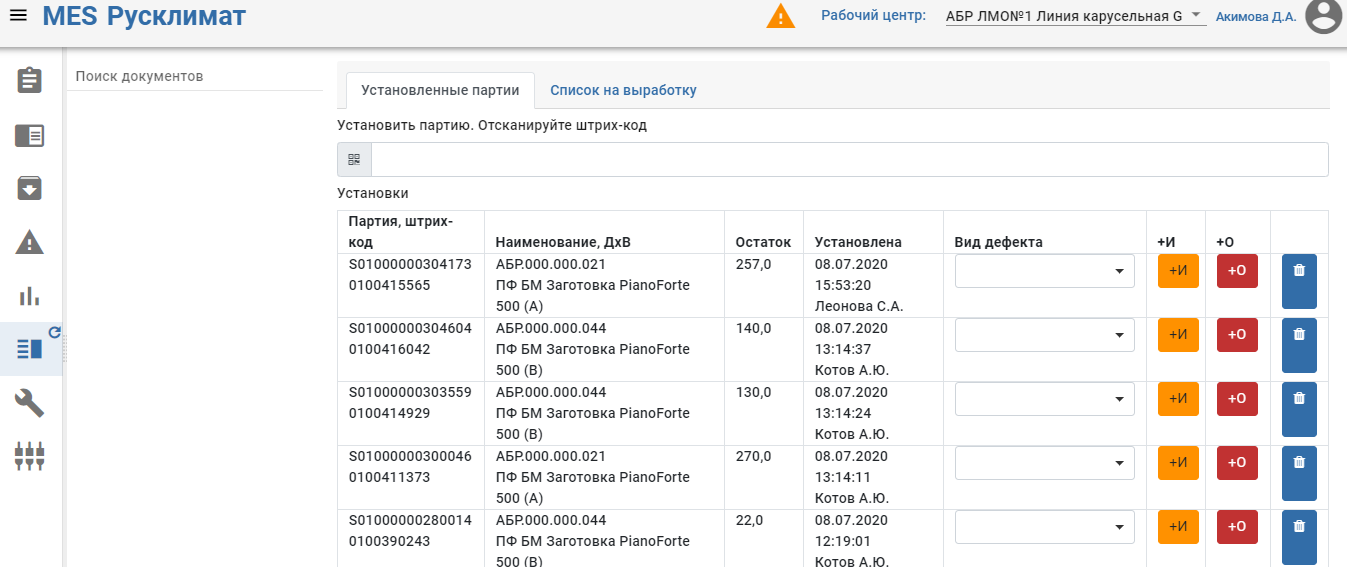 MES Русклимат
Рабочий центр:
АБР ЛМО№1 Линия карусельная G
Акимова Д.А.
Поиск документов
Установленные партии
Список на выработку
Установить партию. Отсканируйте штрих-код
Установки
Партия, штрих-
код
Наименование, ДхВ
Остаток
Установлена
Вид дефекта
+И
+О
S01000000304173
0100415565
АБР.000.000.021
ПФ БМ Заготовка PianoForte
500 (A)
257,0
08.07.2020
15:53:20
Леонова С.А.
+И
+О
S01000000304604
0100416042
АБР.000.000.044
ПФ БМ Заготовка PianoForte
500 (B)
140,0
08.07.2020
13:14:37
Котов А.Ю.
+И
+О
S01000000303559
0100414929
АБР.000.000.044
ПФ БМ Заготовка PianoForte
500 (B)
130,0
08.07.2020
13:14:24
Котов А.Ю.
+И
+О
S01000000300046
0100411373
АБР.000.000.021
ПФ БМ Заготовка PianoForte
500 (A)
270,0
08.07.2020
13:14:11
Котов А.Ю.
+И
+О
S01000000280014
0100390243
АБР.000.000.044
ПФ БМ Заготовка PianoForte
500 (B)
22,0
08.07.2020
12:19:01
Котов А.Ю.
+И
+О